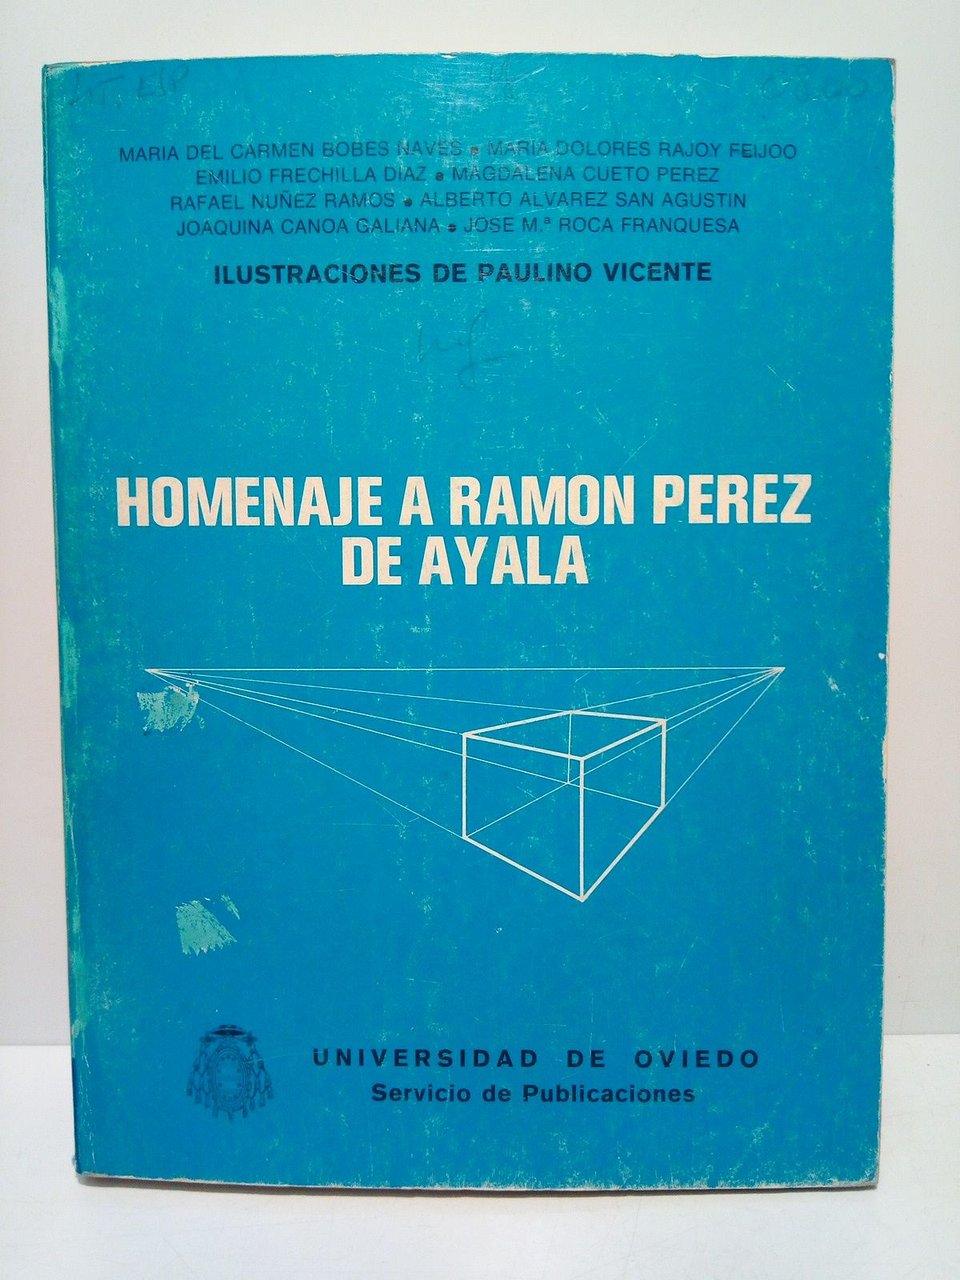 MARIA DEL CARMEN BOBES NAVES • MARIA DOLORES RAJOY FEIJOO
EMILIO FRECHILLA DIAZ • MAGDALENA CUETO PEREZ
RAFAEL NUÑEZ RAMOS • ALBERTO ALVAREZ SAN AGUSTIN
JOAQUINA CANOA GALIANA • JOSE M.ª ROCA FRANQUESA
ILUSTRACIONES DE PAULINO VICENTE
HOMENAJE A RAMON PEREZ
DE AYALA
UNIVERSIDAD DE OVIEDO
Servicio de Publicaciones